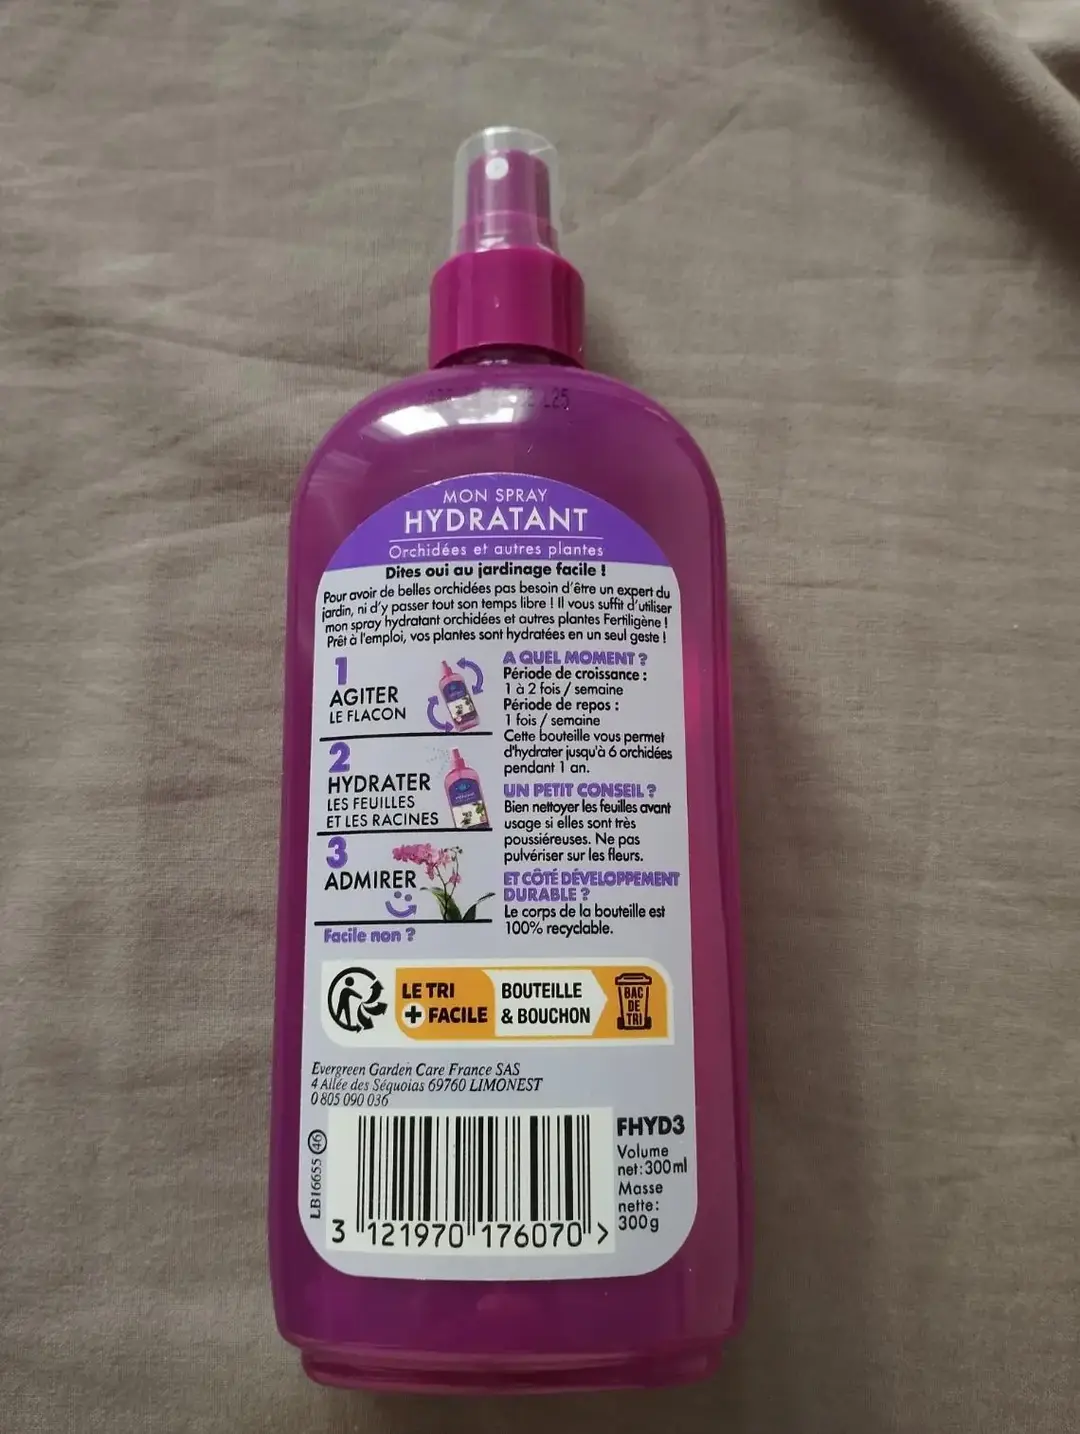 L25
MON SPRAY
HYDRATANT
Orchidées et autres plantes
Dites oui au jardinage facile !
Pour avoir de belles orchidées pas besoin d'être un expert du
jardin, ni d'y passer tout son temps libre ! Il vous suffit d'utiliser
mon spray hydratant orchidées et autres plantes Fertiligène !
Prêt à l'emploi, vos plantes sont hydratées en un seul geste !
1
AGITER
LE FLACON
2
HYDRATER
LES FEUILLES
ET LES RACINES
3
ADMIRER
Facile non ?
A QUEL MOMENT ?
Période de croissance :
1 à 2 fois / semaine
Période de repos :
1 fois / semaine
Cette bouteille vous permet
d'hydrater jusqu'à 6 orchidées
pendant 1 an.
UN PETIT CONSEIL ?
Bien nettoyer les feuilles avant
usage si elles sont très
poussiéreuses. Ne pas
pulvériser sur les fleurs.
ET CÔTÉ DÉVELOPPEMENT
DURABLE ?
Le corps de la bouteille est
100% recyclable.
LE TRI
+ FACILE
BOUTEILLE
& BOUCHON
BAC
DE
TRI
Evergreen Garden Care France SAS
4 Allée des Séquoias 69760 LIMONEST
0 805 090 036
LB16655 46
3 121970 176070 >
FHYD3
Volume
net:300ml
Masse
nette:
300g